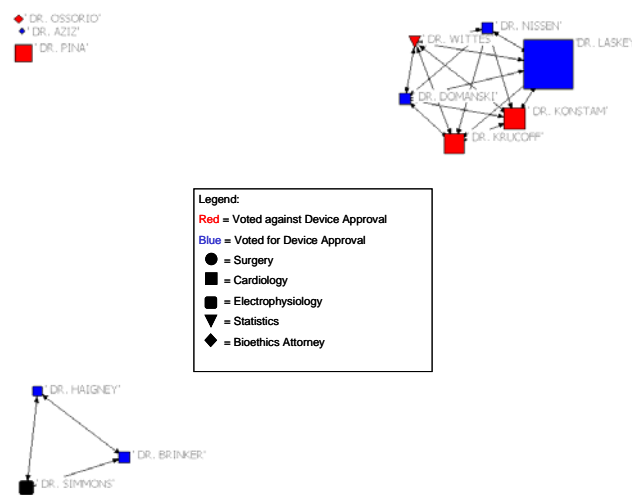 ' DR. OSSORIO'
' DR. AZIZ'
' DR. PINA'
' DR. NISSEN'
' DR. WITTES'
' DR. LASKEY
' DR. DOMANSKI'
' DR. KONSTAM'
' DR. KRUCOFF'
Legend:
Red = Voted against Device Approval
Blue = Voted for Device Approval
= Surgery
= Cardiology
= Electrophysiology
= Statistics
= Bioethics Attorney
' DR. HAIGNEY'
' DR. BRINKER'
' DR. SIMMONS'